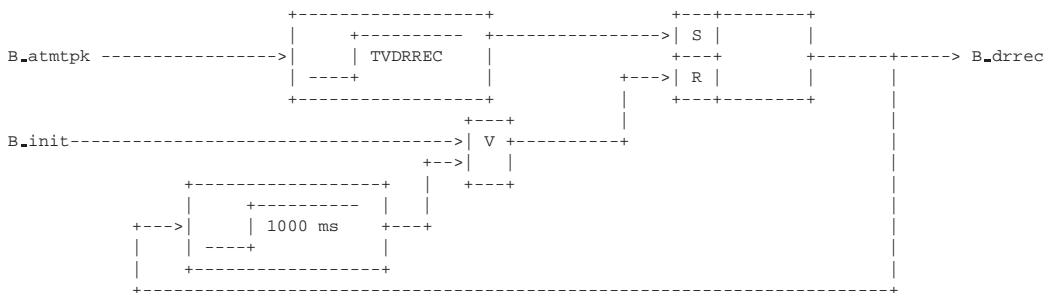 S
B_atmtpk TVDRREC B_drrec
R
B_init V
1000 ms